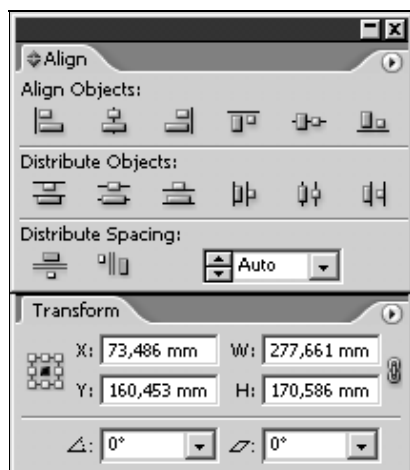 Align
Align Objects:
Distribute Objects:
Distribute Spacing:
Auto
Transform
X: 73,486 mm W: 277,661 mm
Y: 160,453 mm H: 170,586 mm
0° 0°